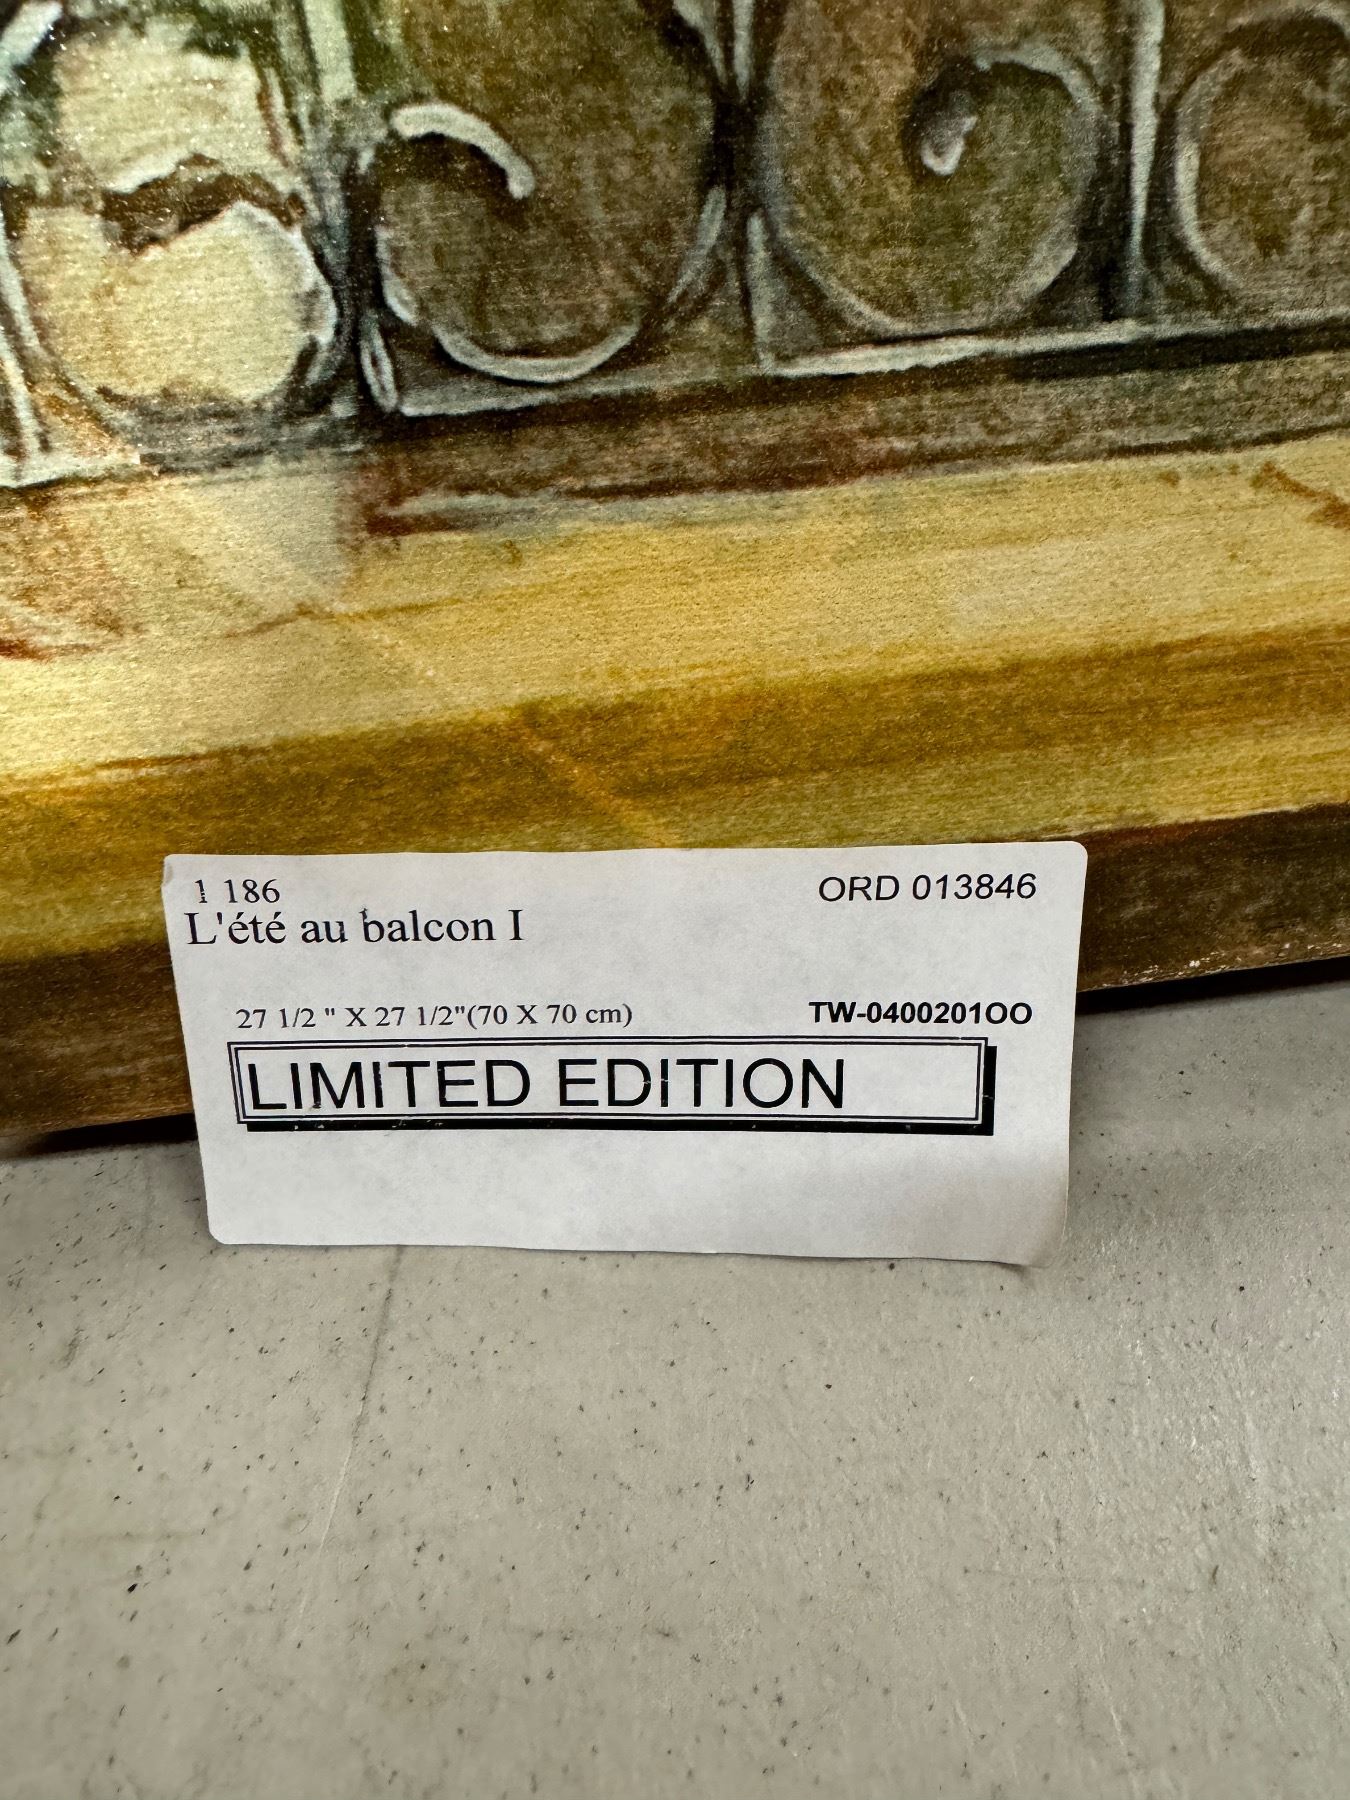 1 186
ORD 013846
L'été au balcon I
27 1/2 " X 27 1/2"(70 X 70 cm)
TW-0400201OO
LIMITED EDITION